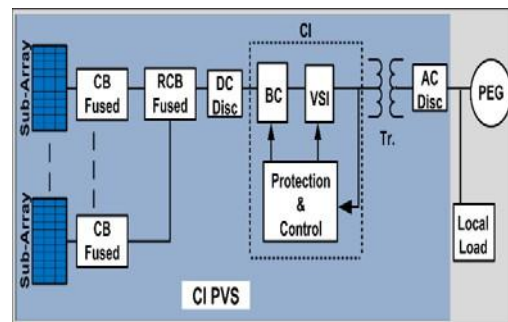 CI
Sub-Array
CB
Fused
RCB
Fused
DC
Disc
BC
VSI
Tr.
AC
Disc
PEG
Protection
&
Control
Sub-Array
CB
Fused
Local
Load
CI PVS